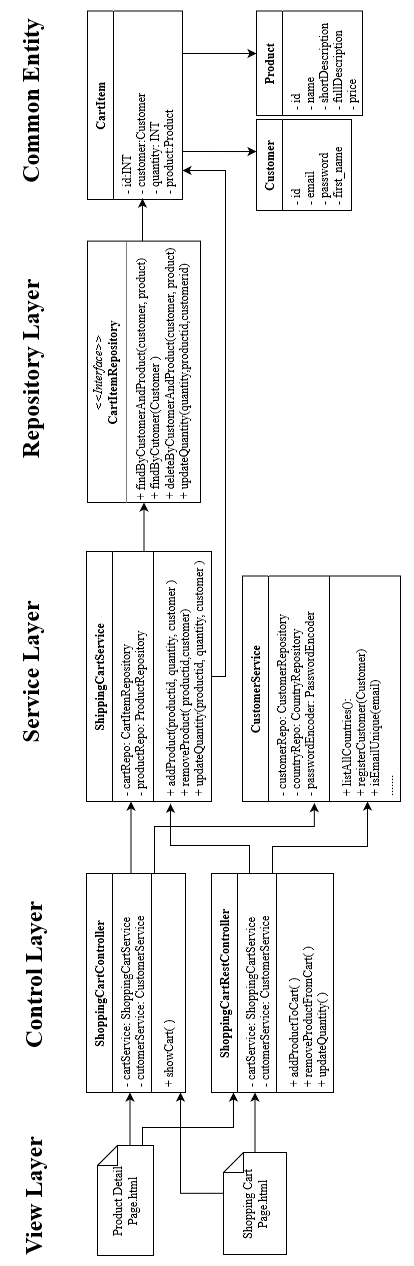 View Layer
Control Layer
Service Layer
Repository Layer
Common Entity
Product Detail
Page.html
Shopping Cart
Page.html
ShoppingCartController
- cartService: ShoppingCartService
- cutomerService: CustomerService
+ showCart( )
ShoppingCartRestController
- cartService: ShoppingCartService
- cutomerService: CustomerService
+ addProductToCart( )
+ removeProductFromCart( )
+ updateQuantity( )
ShippingCartService
- cartRepo: CartItemRepository
- productRepo: ProductRepository
+ addProduct(productid, quantity, customer )
+ removeProduct( productid,customer)
+ updateQuantity(productid, quantity, customer )
CustomerService
- customerRepo: CustomerRepository
- countryRepo: CountryRepository
- passwordEncoder: PasswordEncoder
+ listAllCountries():
+ registerCustomer(Customer)
+ isEmailUnique(email)
.......
<<Interface>>
CartItemRepository
+ findByCustomerAndProduct(customer, product)
+ findByCutomer(Customer )
+ deleteByCustomerAndProduct(customer, product)
+ updateQuantity(quantity,productid,customerid)
CartItem
- id:INT
- customer:Customer
- quantity: INT
- product:Product
Product
- id
- name
- shortDescription
- fullDescription
- price
Customer
- id
- email
- password
- first_name